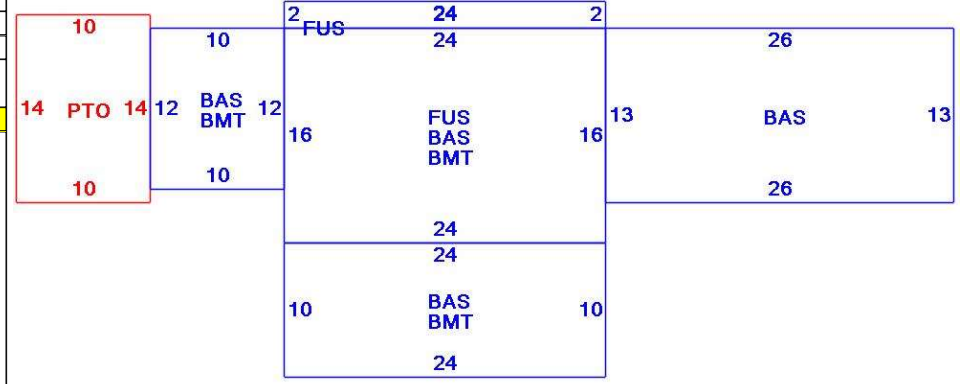 2 24 2
FUS
10
10 24 26
14 PTO 14
12 BAS 12
BMT
16 FUS 16
BAS
BMT
13 BAS 13
10 10 26
24
24
10 BAS 10
BMT
24